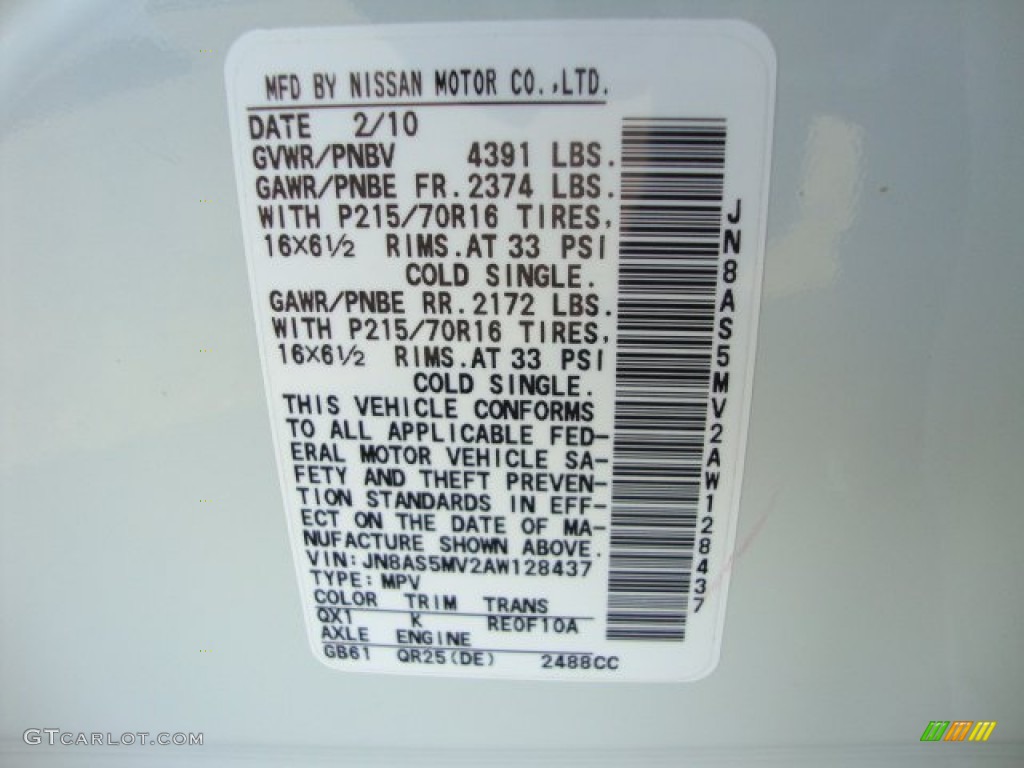 MFD BY NISSAN MOTOR CO.,LTD.
DATE 2/10
GVWR/PNBV 4391 LBS.
GAWR/PNBE FR. 2374 LBS.
WITH P215/70R16 TIRES,
16×6½ RIMS. AT 33 PSI
COLD SINGLE.
GAWR/PNBE RR. 2172 LBS.
WITH P215/70R16 TIRES,
16×6½ RIMS. AT 33 PSI
COLD SINGLE.
THIS VEHICLE CONFORMS
TO ALL APPLICABLE FED-
ERAL MOTOR VEHICLE SA-
FETY AND THEFT PREVEN-
TION STANDARDS IN EFF-
ECT ON THE DATE OF MA-
NUFACTURE SHOWN ABOVE.
VIN: JN8AS5MV2AW128437
TYPE: MPV
COLOR TRIM TRANS
QX1 K RE0F10A
AXLE ENGINE
GB61 QR25(DE) 2488CC
JN8AS5MV2AW128437
GTCARLOT.COM